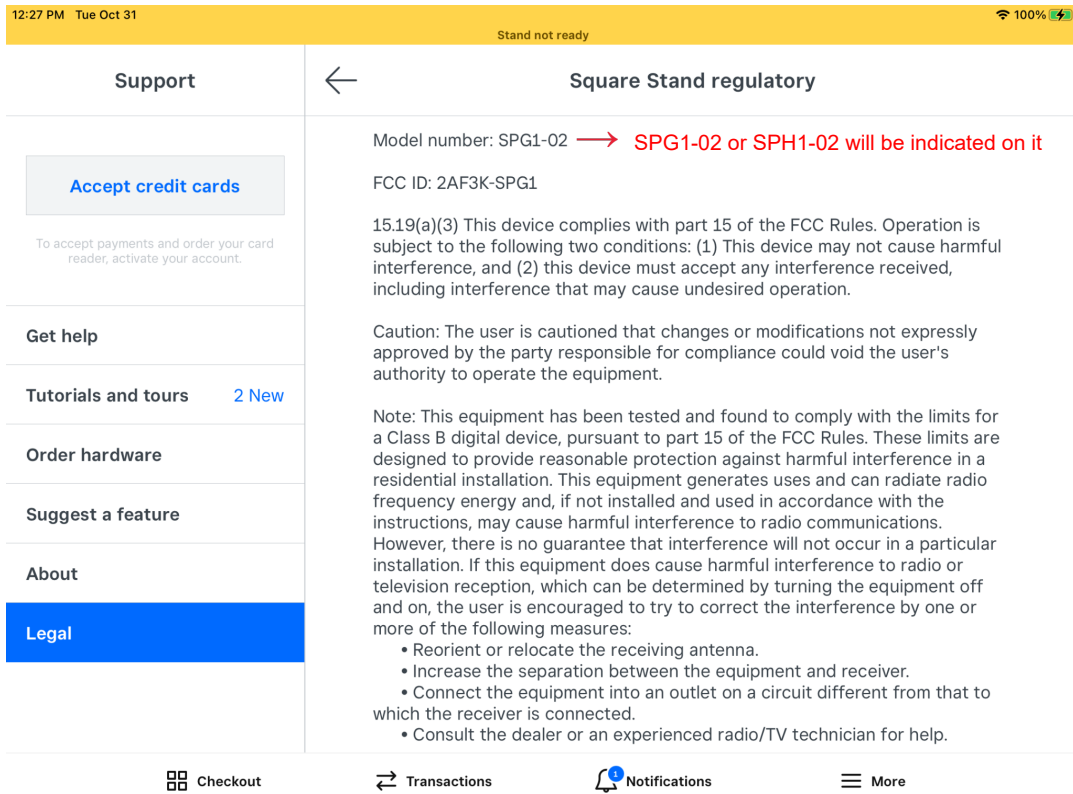 12:27 PM Tue Oct 31
100%
Stand not ready
Support
Square Stand regulatory
Accept credit cards
To accept payments and order your card
reader, activate your account.
Get help
Tutorials and tours 2 New
Order hardware
Suggest a feature
About
Legal
Model number: SPG1-02 SPG1-02 or SPH1-02 will be indicated on it
FCC ID: 2AF3K-SPG1
15.19(a)(3) This device complies with part 15 of the FCC Rules. Operation is
subject to the following two conditions: (1) This device may not cause harmful
interference, and (2) this device must accept any interference received,
including interference that may cause undesired operation.
Caution: The user is cautioned that changes or modifications not expressly
approved by the party responsible for compliance could void the user's
authority to operate the equipment.
Note: This equipment has been tested and found to comply with the limits for
a Class B digital device, pursuant to part 15 of the FCC Rules. These limits are
designed to provide reasonable protection against harmful interference in a
residential installation. This equipment generates uses and can radiate radio
frequency energy and, if not installed and used in accordance with the
instructions, may cause harmful interference to radio communications.
However, there is no guarantee that interference will not occur in a particular
installation. If this equipment does cause harmful interference to radio or
television reception, which can be determined by turning the equipment off
and on, the user is encouraged to try to correct the interference by one or
more of the following measures:
• Reorient or relocate the receiving antenna.
• Increase the separation between the equipment and receiver.
• Connect the equipment into an outlet on a circuit different from that to
which the receiver is connected.
• Consult the dealer or an experienced radio/TV technician for help.
Checkout
Transactions
1
Notifications
More